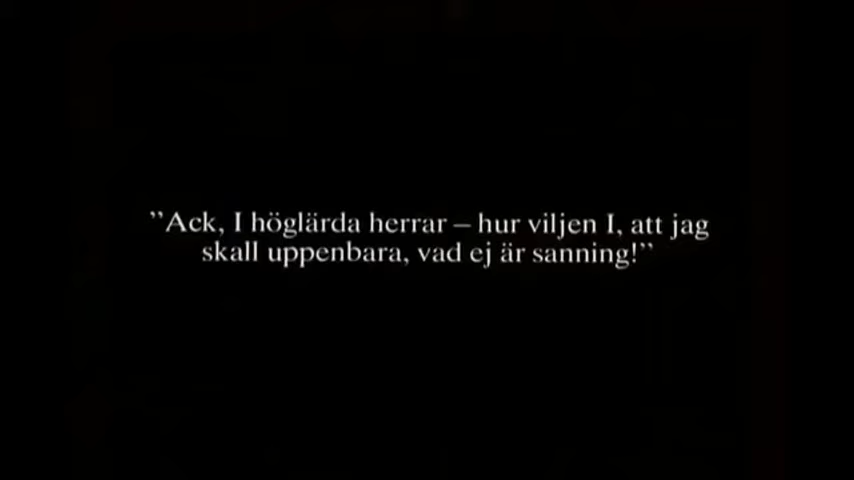 ”Ack, I höglärda herrar – hur viljen I, att jag
skall uppenbara, vad ej är sanning!”